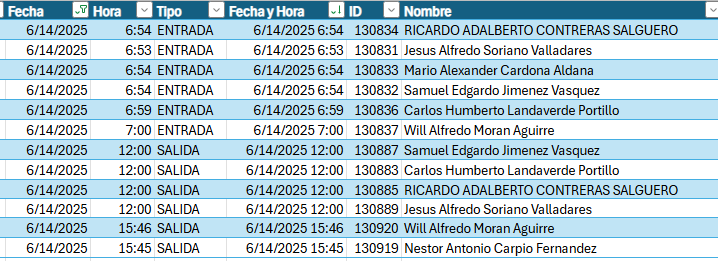 Fecha Hora Tipo Fecha y Hora ID Nombre
6/14/2025 6:54 ENTRADA 6/14/2025 6:54 130834 RICARDO ADALBERTO CONTRERAS SALGUERO
6/14/2025 6:53 ENTRADA 6/14/2025 6:53 130831 Jesus Alfredo Soriano Valladares
6/14/2025 6:54 ENTRADA 6/14/2025 6:54 130833 Mario Alexander Cardona Aldana
6/14/2025 6:54 ENTRADA 6/14/2025 6:54 130832 Samuel Edgardo Jimenez Vasquez
6/14/2025 6:59 ENTRADA 6/14/2025 6:59 130836 Carlos Humberto Landaverde Portillo
6/14/2025 7:00 ENTRADA 6/14/2025 7:00 130837 Will Alfredo Moran Aguirre
6/14/2025 12:00 SALIDA 6/14/2025 12:00 130887 Samuel Edgardo Jimenez Vasquez
6/14/2025 12:00 SALIDA 6/14/2025 12:00 130883 Carlos Humberto Landaverde Portillo
6/14/2025 12:00 SALIDA 6/14/2025 12:00 130885 RICARDO ADALBERTO CONTRERAS SALGUERO
6/14/2025 12:00 SALIDA 6/14/2025 12:00 130889 Jesus Alfredo Soriano Valladares
6/14/2025 15:46 SALIDA 6/14/2025 15:46 130920 Will Alfredo Moran Aguirre
6/14/2025 15:45 SALIDA 6/14/2025 15:45 130919 Nestor Antonio Carpio Fernandez